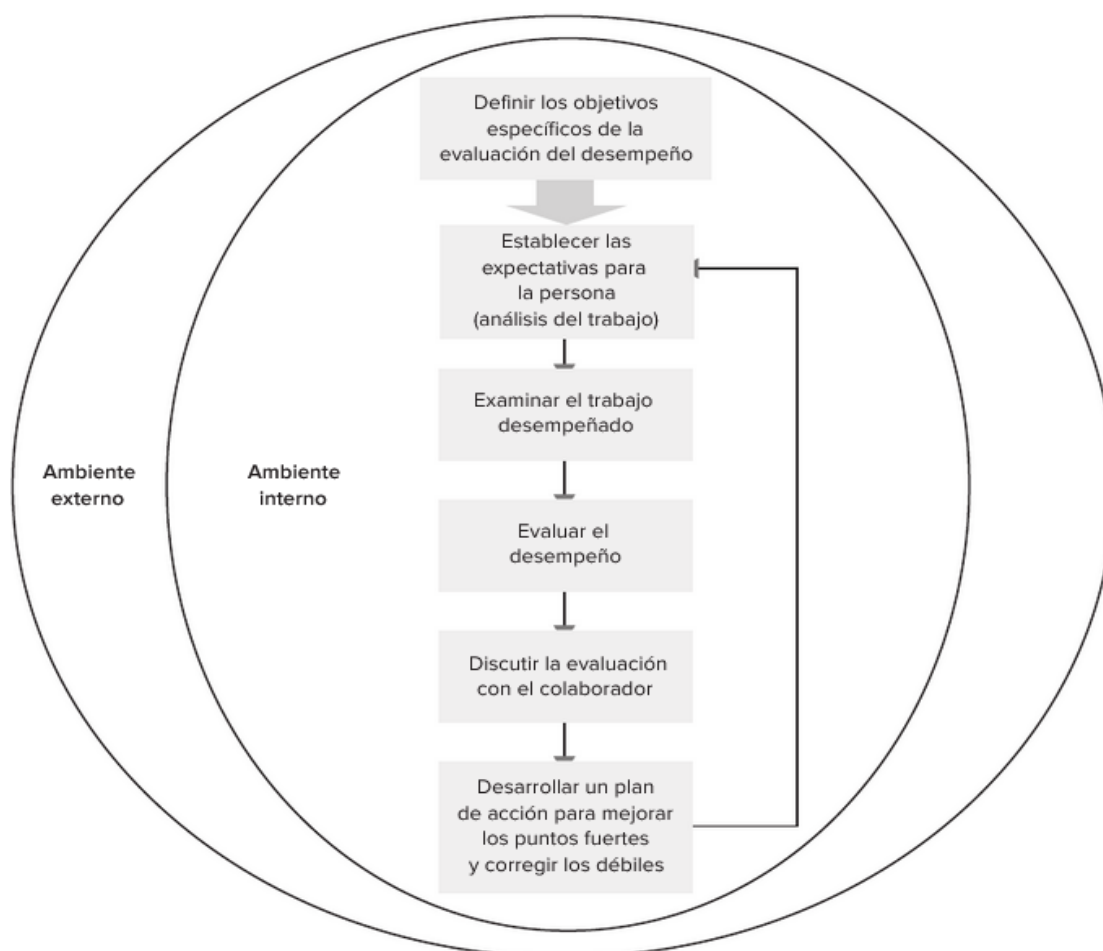 Definir los objetivos
específicos de la
evaluación del desempeño
Establecer las
expectativas para
la persona
(análisis del trabajo)
Examinar el trabajo
desempeñado
Ambiente
externo
Ambiente
interno
Evaluar el
desempeño
Discutir la evaluación
con el colaborador
Desarrollar un plan
de acción para mejorar
los puntos fuertes
y corregir los débiles